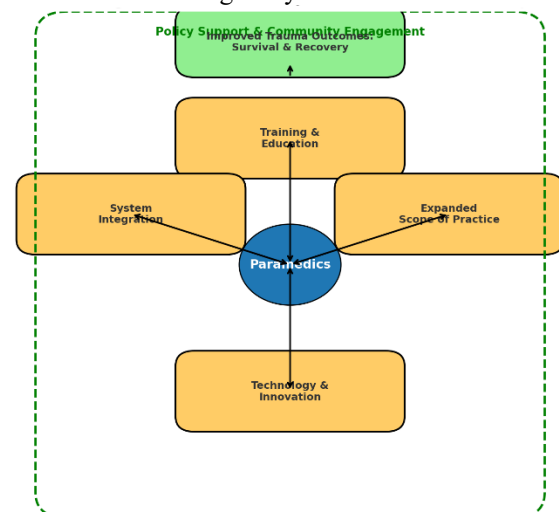 Policy Support & Community Engagement
Improved Trauma Outcomes:
Survival & Recovery
Training &
Education
System
Integration
Expanded
Scope of Practice
Paramedics
Technology &
Innovation